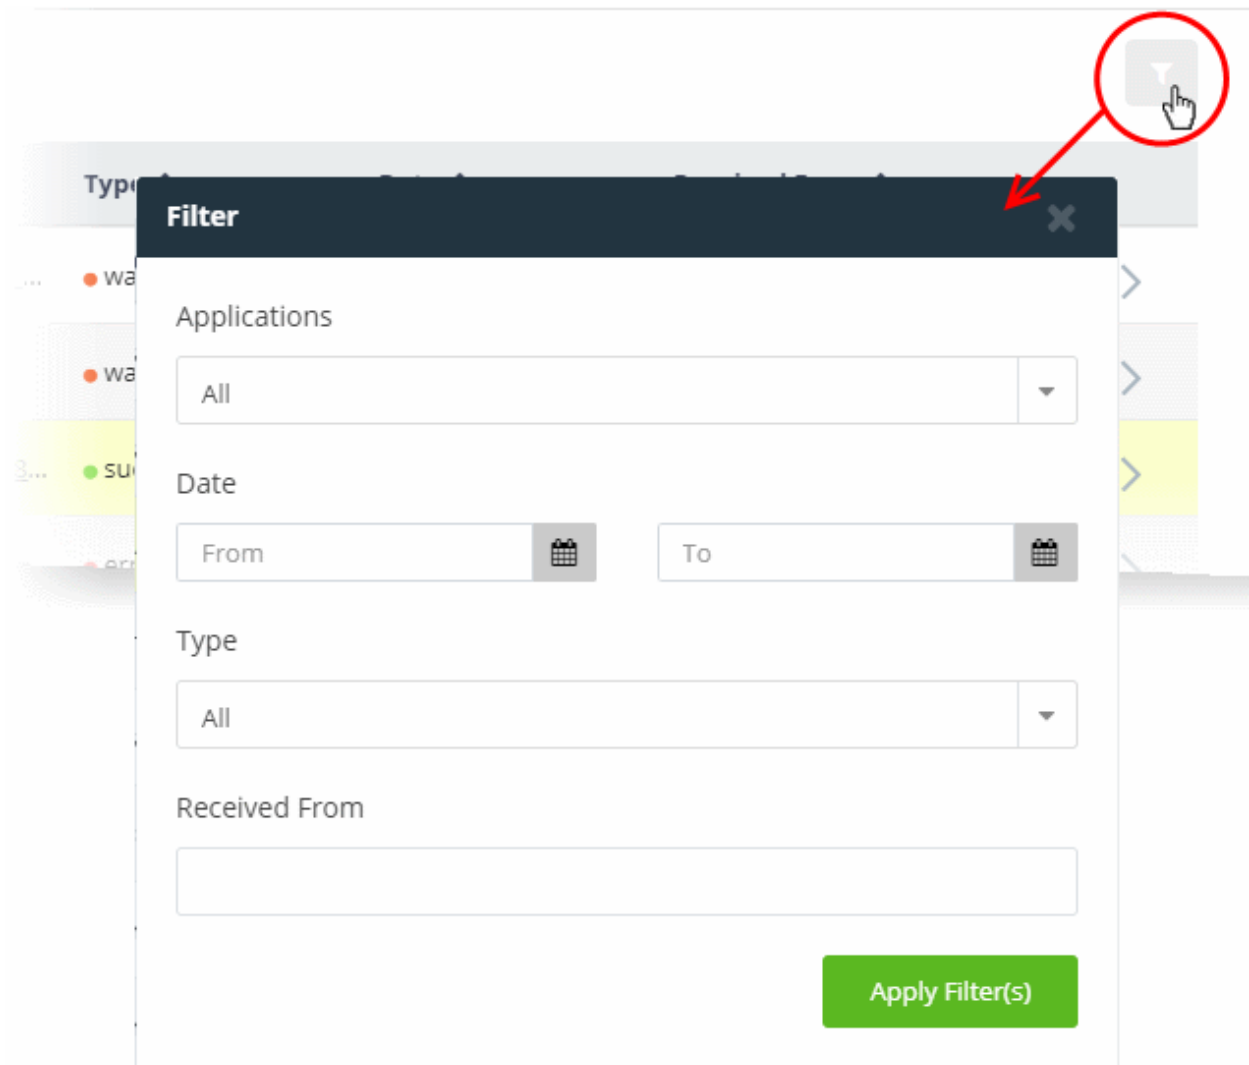 Filter
Applications
All
Date
From To
Type
All
Received From
Apply Filter(s)